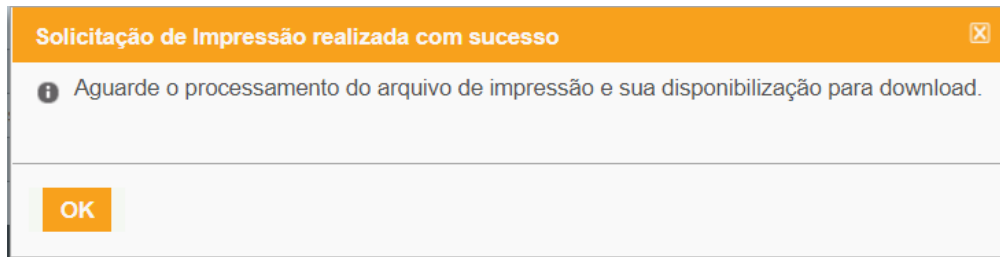 Solicitação de Impressão realizada com sucesso
Aguarde o processamento do arquivo de impressão e sua disponibilização para download.
OK